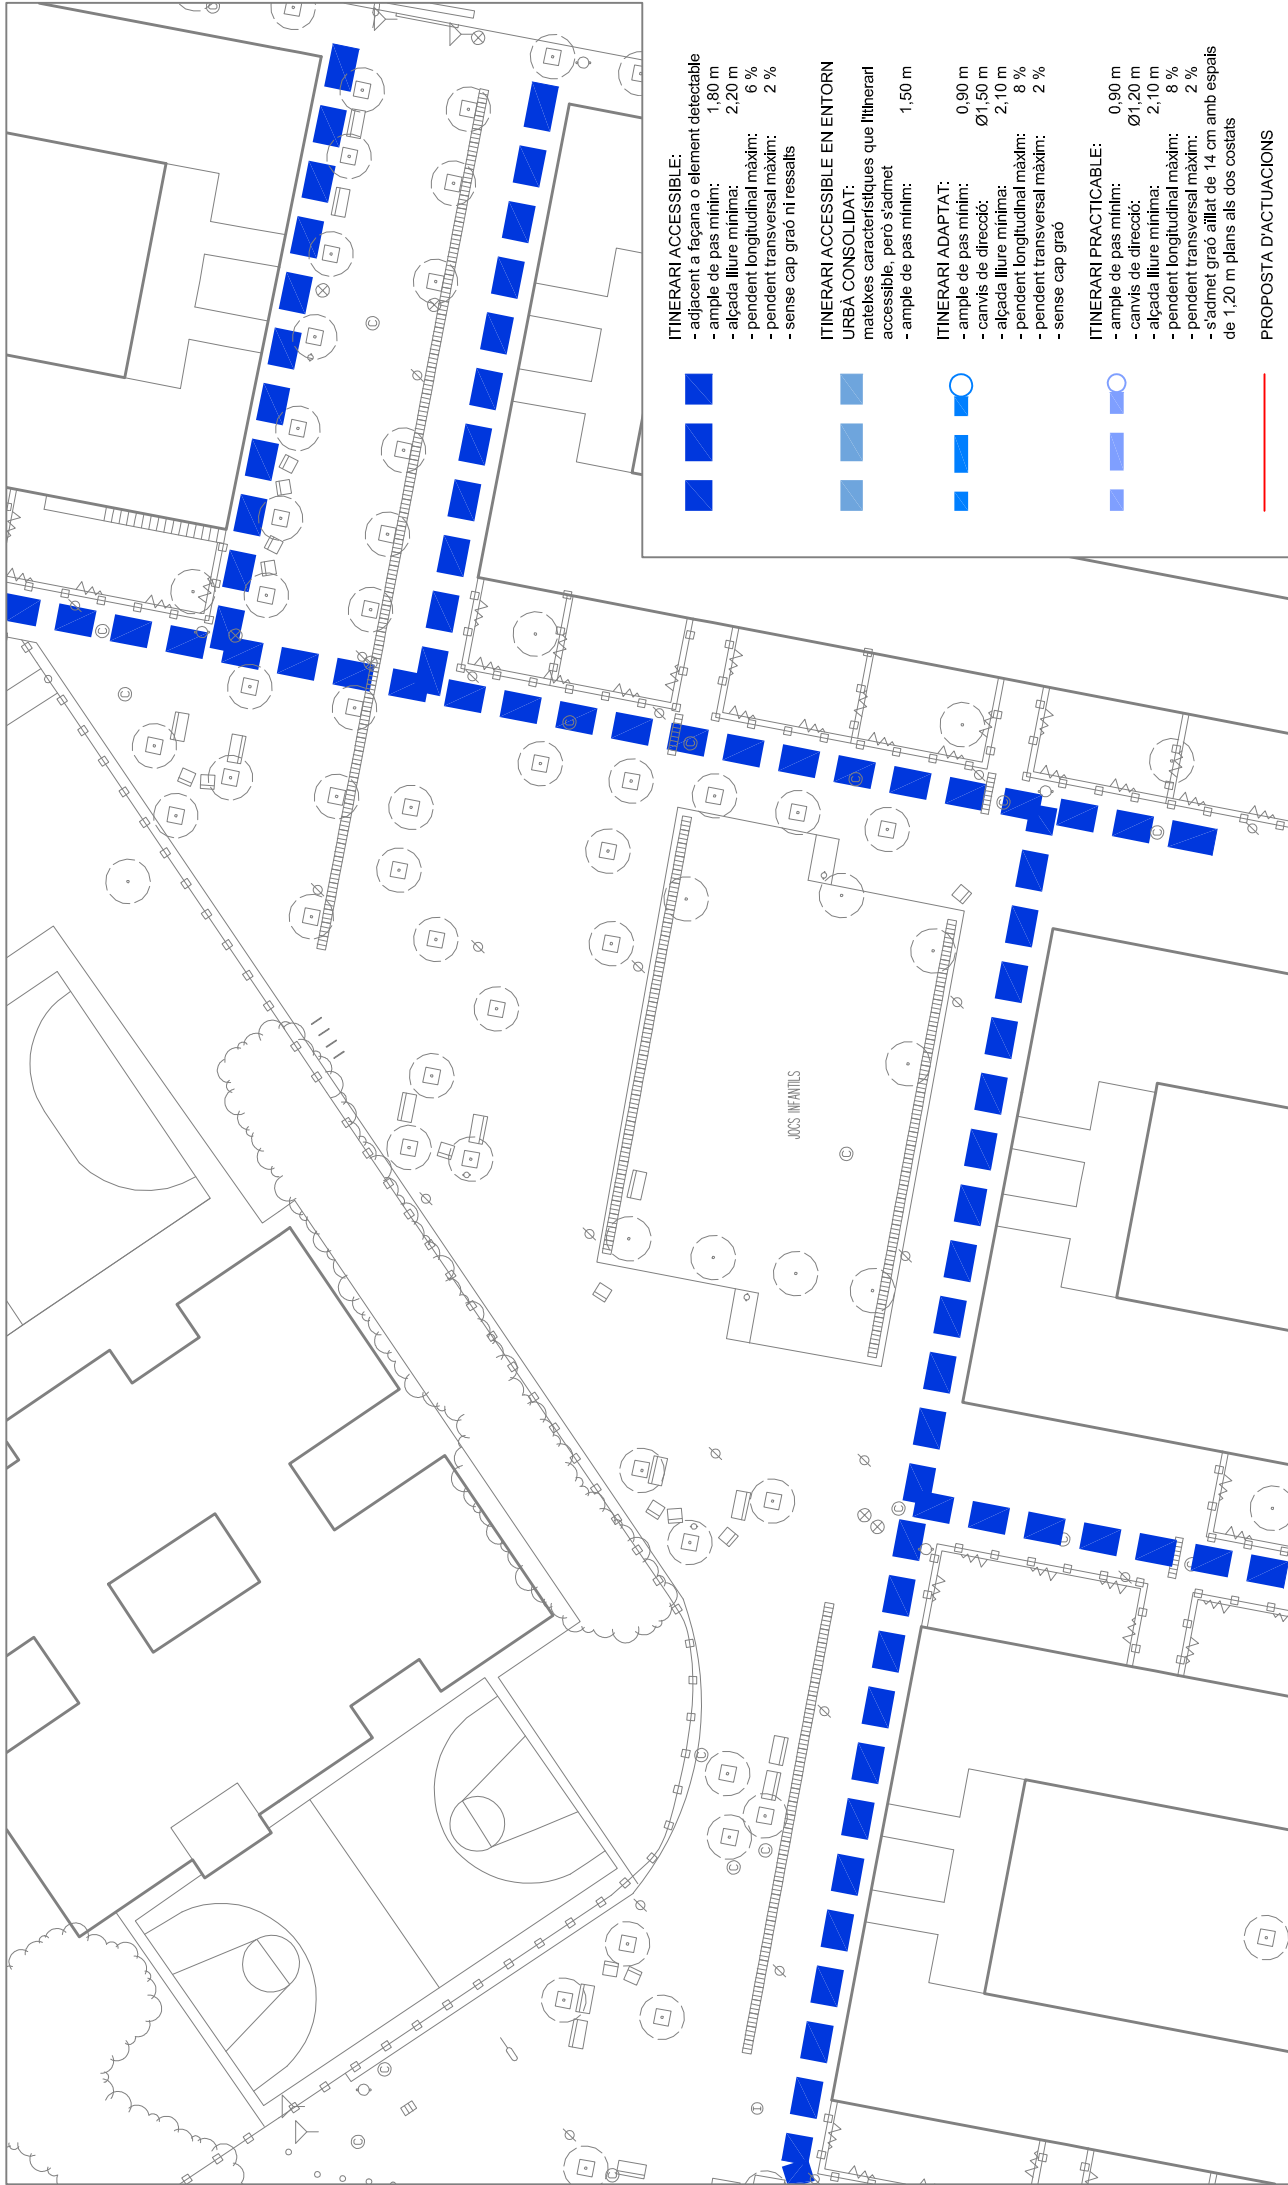 ITINERARI ACCESSIBLE:
- adjacent a façana o element detectable
- ample de pas mínim: 1,80 m
- alçada lliure mínima: 2,20 m
- pendent longitudinal màxim: 6 %
- pendent transversal màxim: 2 %
- sense cap graó ni ressalts
ITINERARI ACCESSIBLE EN ENTORN
URBÀ CONSOLIDAT:
mateixes característiques que l'itinerari
accessible, però s'admet
- ample de pas mínim: 1,50 m
ITINERARI ADAPTAT:
- ample de pas mínim: 0,90 m
- canvis de direcció: Ø1,50 m
- alçada lliure mínima: 2,10 m
- pendent longitudinal màxim: 8 %
- pendent transversal màxim: 2 %
- sense cap graó
ITINERARI PRACTICABLE:
- ample de pas mínim: 0,90 m
- canvis de direcció: Ø1,20 m
- alçada lliure mínima: 2,10 m
- pendent longitudinal màxim: 8 %
- pendent transversal màxim: 2 %
- s'admet graó aïllat de 14 cm amb espais
de 1,20 m plans als dos costats
PROPOSTA D'ACTUACIONS
JOCS INFANTILS